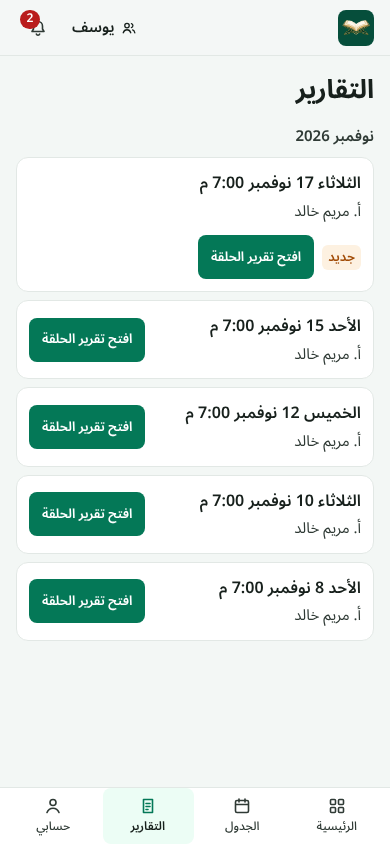 يوسف
2
التقارير
نوفمبر 2026
الثلاثاء 17 نوفمبر 7:00 م
أ. مريم خالد
جديد
افتح تقرير الحلقة
الأحد 15 نوفمبر 7:00 م
أ. مريم خالد
افتح تقرير الحلقة
الخميس 12 نوفمبر 7:00 م
أ. مريم خالد
افتح تقرير الحلقة
الثلاثاء 10 نوفمبر 7:00 م
أ. مريم خالد
افتح تقرير الحلقة
الأحد 8 نوفمبر 7:00 م
أ. مريم خالد
افتح تقرير الحلقة
الرئيسية
الجدول
التقارير
حسابي